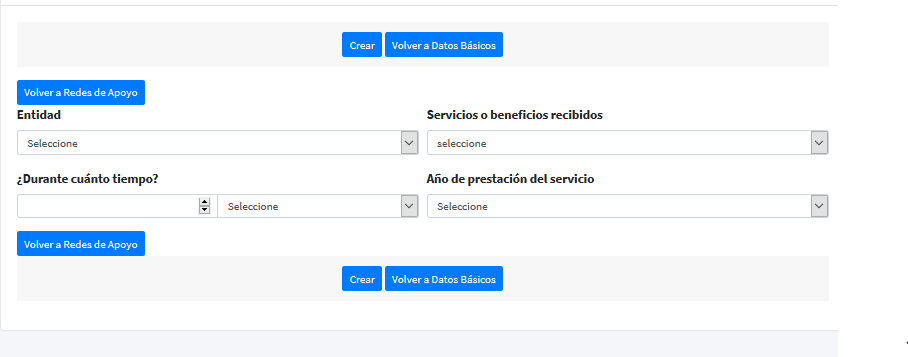 Crear Volver a Datos Básicos
Volver a Redes de Apoyo
Entidad Servicios o beneficios recibidos
Seleccione seleccione
¿Durante cuánto tiempo? Año de prestación del servicio
Seleccione Seleccione
Volver a Redes de Apoyo
Crear Volver a Datos Básicos